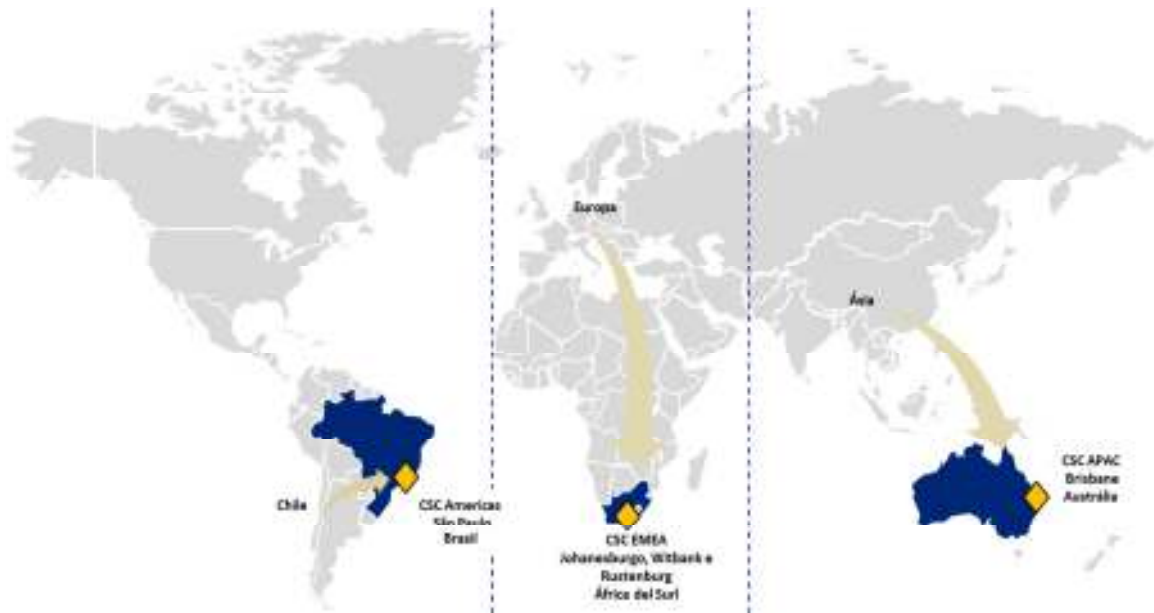 Europa
Ásia
Chile
CSC Americas
São Paulo
Brasil
CSC EMEA
Johanesburgo, Witbank e
Rustenburg
África del Surl
CSC APAC
Brisbane
Austrália